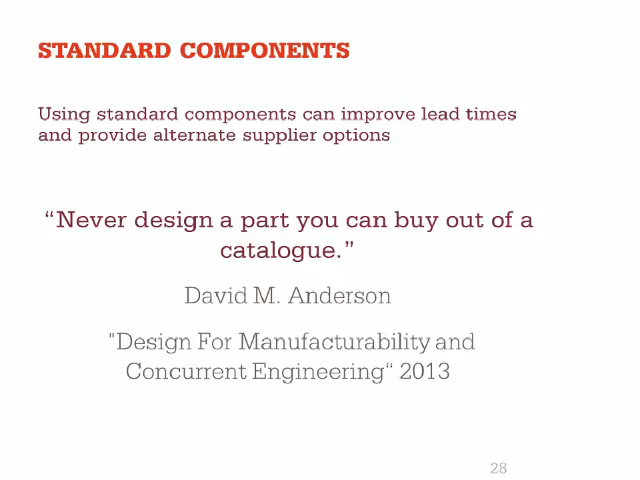 STANDARD COMPONENTS
Using standard components can improve lead times
and provide alternate supplier options
“Never design a part you can buy out of a
catalogue.”
David M. Anderson
"Design For Manufacturability and
Concurrent Engineering“ 2013
28